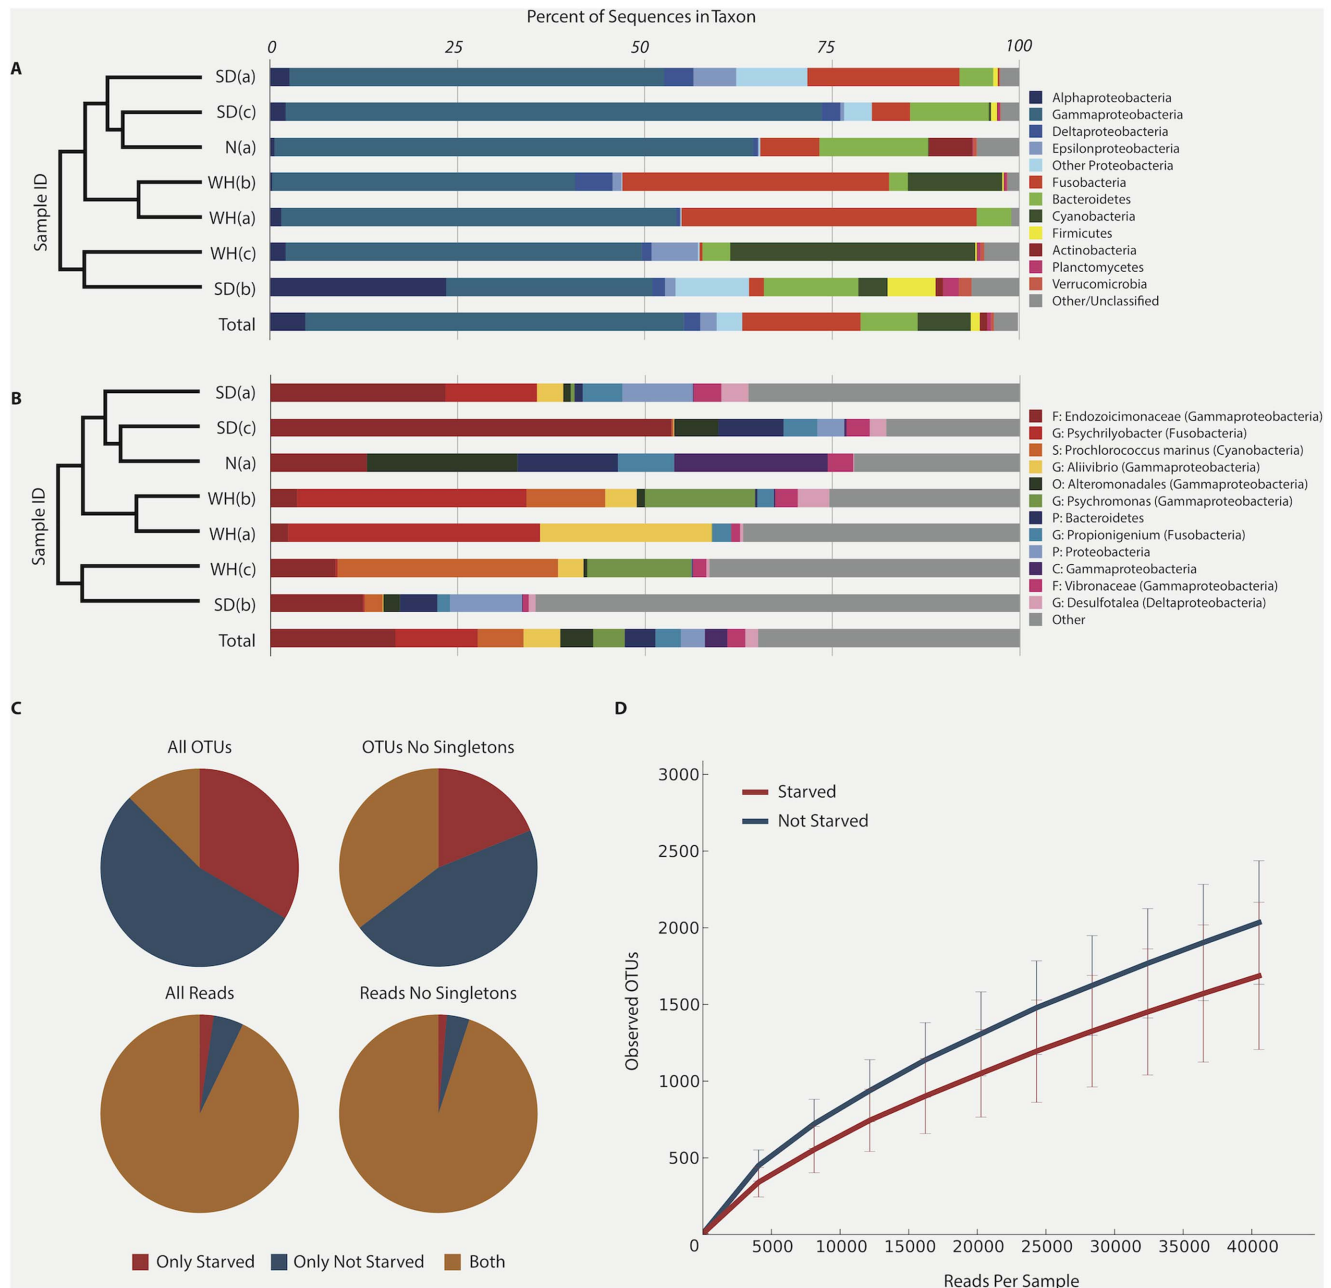 Percent of Sequences in Taxon
0 25 50 75 100
A
Sample ID
SD(a)
SD(c)
N(a)
WH(b)
WH(a)
WH(c)
SD(b)
Total
Alphaproteobacteria
Gammaproteobacteria
Deltaproteobacteria
Epsilonproteobacteria
Other Proteobacteria
Fusobacteria
Bacteroidetes
Cyanobacteria
Firmicutes
Actinobacteria
Planctomycetes
Verrucomicrobia
Other/Unclassified
B
Sample ID
SD(a)
SD(c)
N(a)
WH(b)
WH(a)
WH(c)
SD(b)
Total
F: Endozoicimonaceae (Gammaproteobacteria)
G: Psychrilyobacter (Fusobacteria)
S: Prochlorococcus marinus (Cyanobacteria)
G: Aliivibrio (Gammaproteobacteria)
O: Alteromonadales (Gammaproteobacteria)
G: Psychromonas (Gammaproteobacteria)
P: Bacteroidetes
G: Propionigenium (Fusobacteria)
P: Proteobacteria
C: Gammaproteobacteria
F: Vibronaceae (Gammaproteobacteria)
G: Desulfotalea (Deltaproteobacteria)
Other
C
All OTUs
OTUs No Singletons
All Reads
Reads No Singletons
Only Starved
Only Not Starved
Both
D
Starved
Not Starved
Observed OTUs
3000
2500
2000
1500
1000
500
0 5000 10000 15000 20000 25000 30000 35000 40000
Reads Per Sample